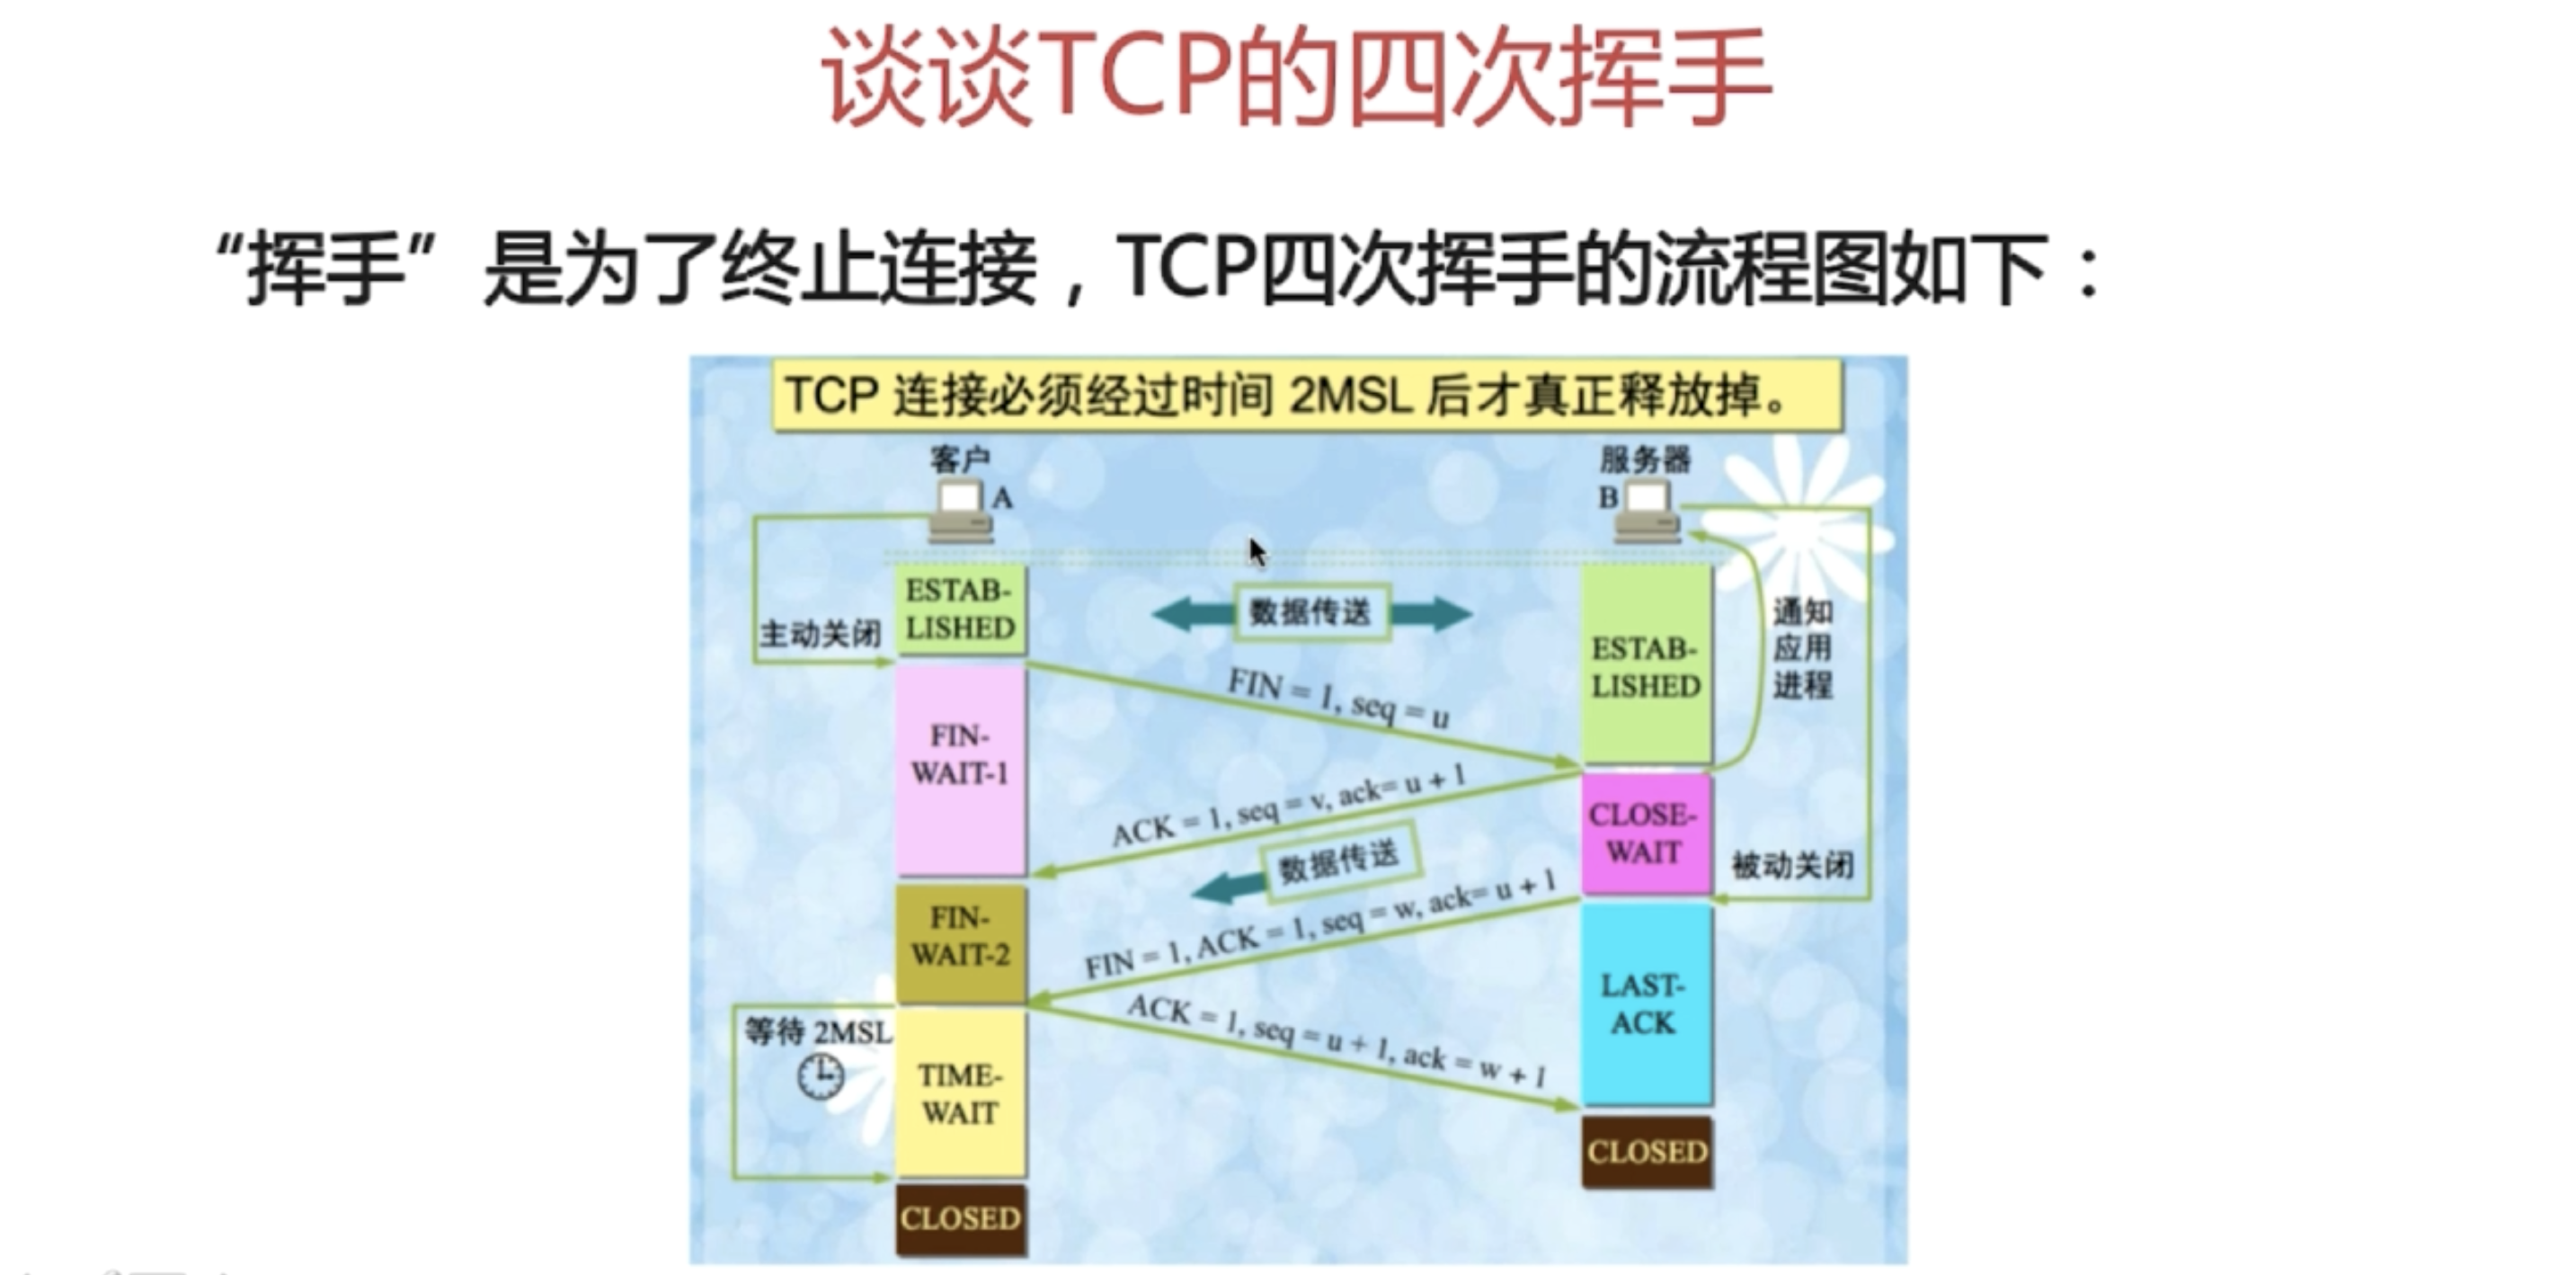 谈谈TCP的四次挥手
“挥手”是为了终止连接，TCP四次挥手的流程图如下：
TCP 连接必须经过时间 2MSL 后才真正释放掉。
客户
A
服务器
B
主动关闭
ESTAB-
LISHED
数据传送
ESTAB-
LISHED
通知
应用
进程
FIN = 1, seq = u
FIN-
WAIT-1
ACK = 1, seq = v, ack= u + 1
CLOSE-
WAIT
被动关闭
数据传送
FIN-
WAIT-2
FIN = 1, ACK = 1, seq = w, ack= u + 1
LAST-
ACK
等待 2MSL
ACK = 1, seq = u + 1, ack = w + 1
TIME-
WAIT
CLOSED
CLOSED